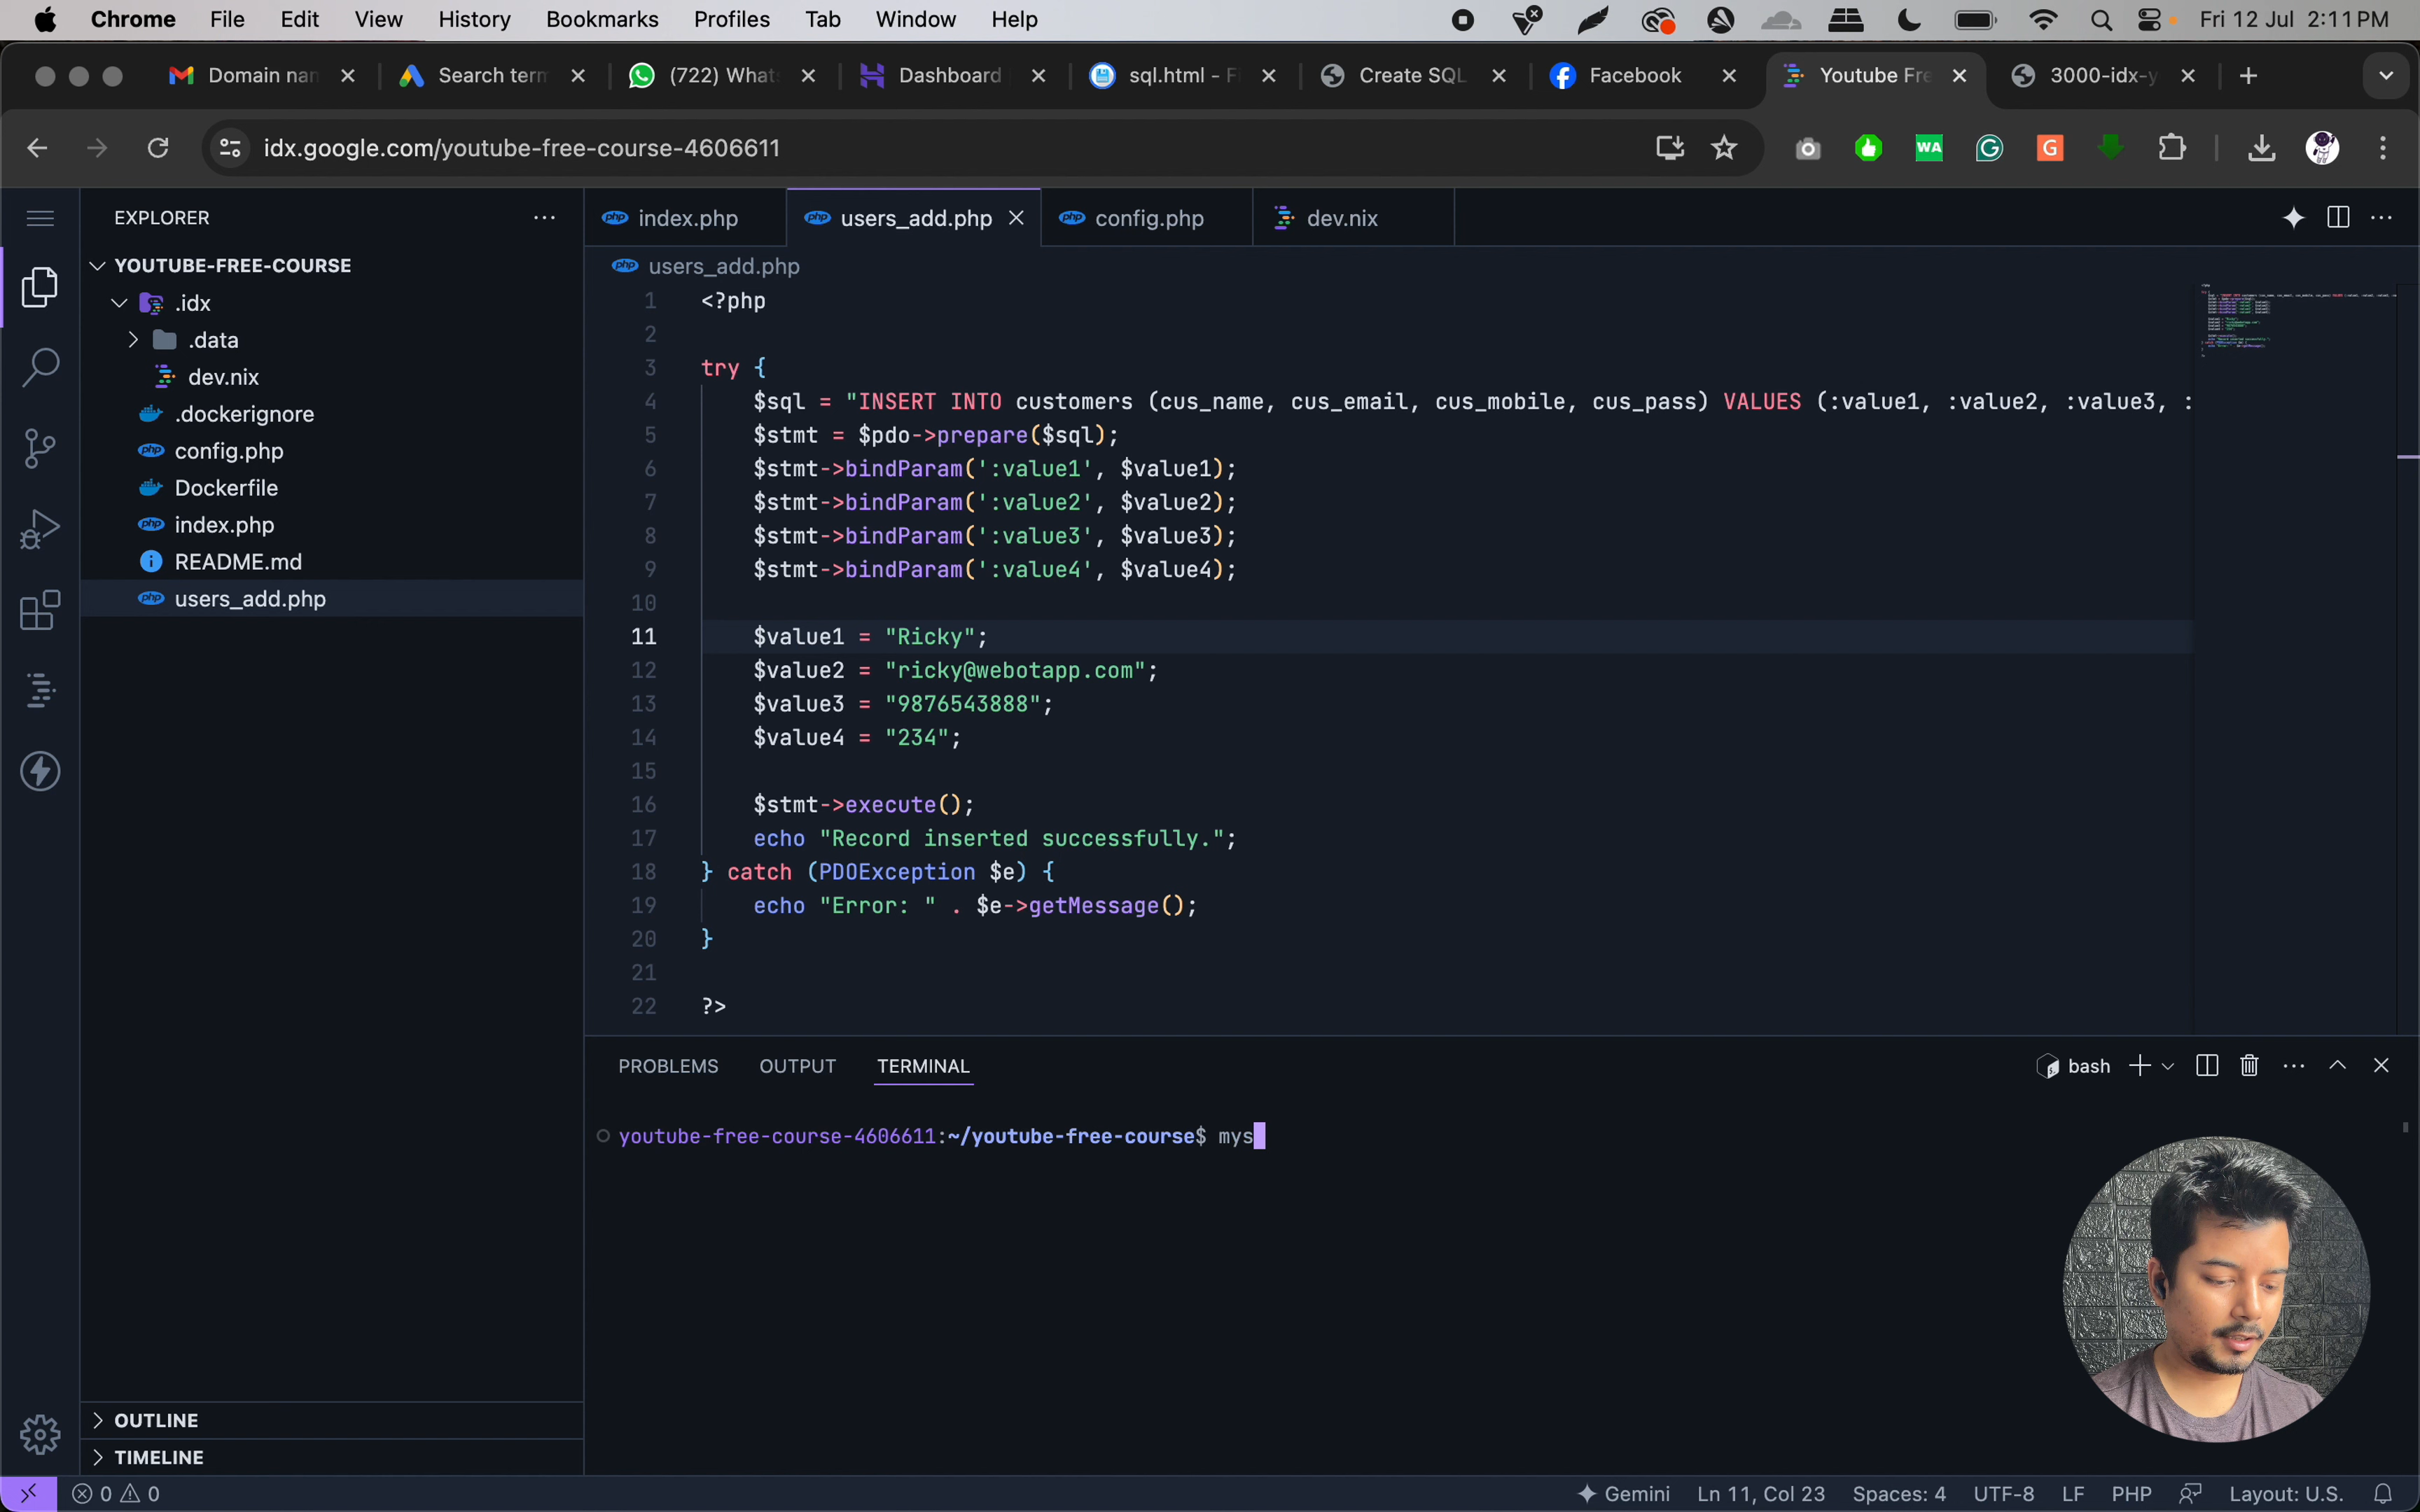 Chrome File Edit View History Bookmarks Profiles Tab Window Help Fri 12 Jul 2:11 PM
Domain nan Search term (722) What Dashboard sql.html - F Create SQL Facebook Youtube Fre 3000-idx-y
idx.google.com/youtube-free-course-4606611 WA G G
EXPLORER
index.php users_add.php config.php dev.nix
YOUTUBE-FREE-COURSE
.idx
.data
dev.nix
.dockerignore
config.php
Dockerfile
index.php
README.md
users_add.php
OUTLINE
TIMELINE
users_add.php
1 <?php
2
3 try {
4 $sql = "INSERT INTO customers (cus_name, cus_email, cus_mobile, cus_pass) VALUES (:value1, :value2, :value3, :
5 $stmt = $pdo->prepare($sql);
6 $stmt->bindParam(':value1', $value1);
7 $stmt->bindParam(':value2', $value2);
8 $stmt->bindParam(':value3', $value3);
9 $stmt->bindParam(':value4', $value4);
10
11 $value1 = "Ricky";
12 $value2 = "ricky@webotapp.com";
13 $value3 = "9876543888";
14 $value4 = "234";
15
16 $stmt->execute();
17 echo "Record inserted successfully.";
18 } catch (PDOException $e) {
19 echo "Error: " . $e->getMessage();
20 }
21
22 ?>
PROBLEMS OUTPUT TERMINAL bash
youtube-free-course-4606611:~/youtube-free-course$ mys
0 0 Gemini Ln 11, Col 23 Spaces: 4 UTF-8 LF PHP Layout: U.S.